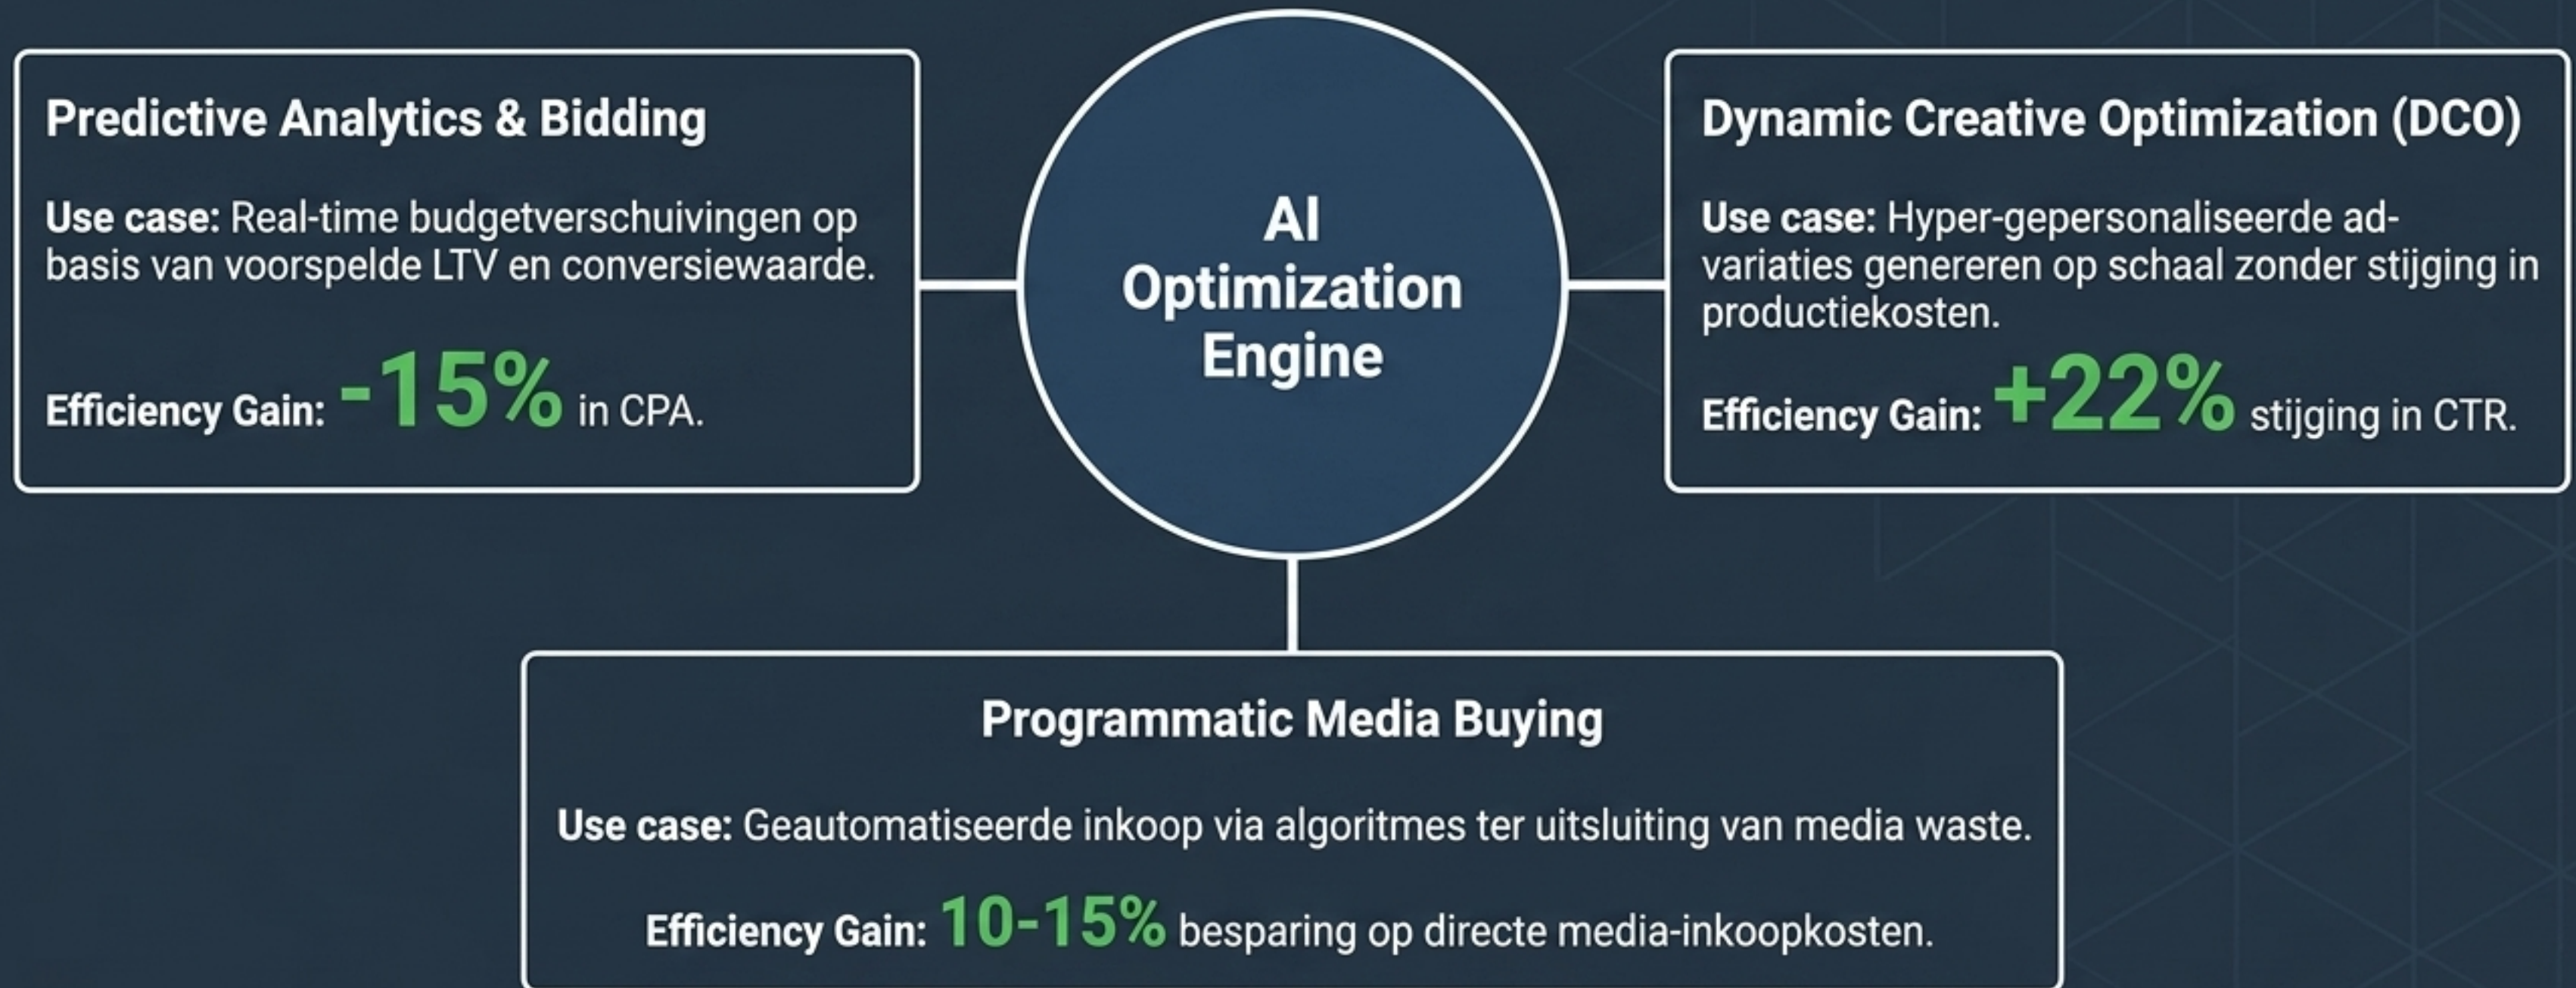 Predictive Analytics & Bidding
Use case: Real-time budgetverschuivingen op
basis van voorspelde LTV en conversiewaarde.
Efficiency Gain: -15% in CPA.
AI
Optimization
Engine
Dynamic Creative Optimization (DCO)
Use case: Hyper-gepersonaliseerde ad-
variaties genereren op schaal zonder stijging in
productiekosten.
Efficiency Gain: +22% stijging in CTR.
Programmatic Media Buying
Use case: Geautomatiseerde inkoop via algoritmes ter uitsluiting van media waste.
Efficiency Gain: 10-15% besparing op directe media-inkoopkosten.